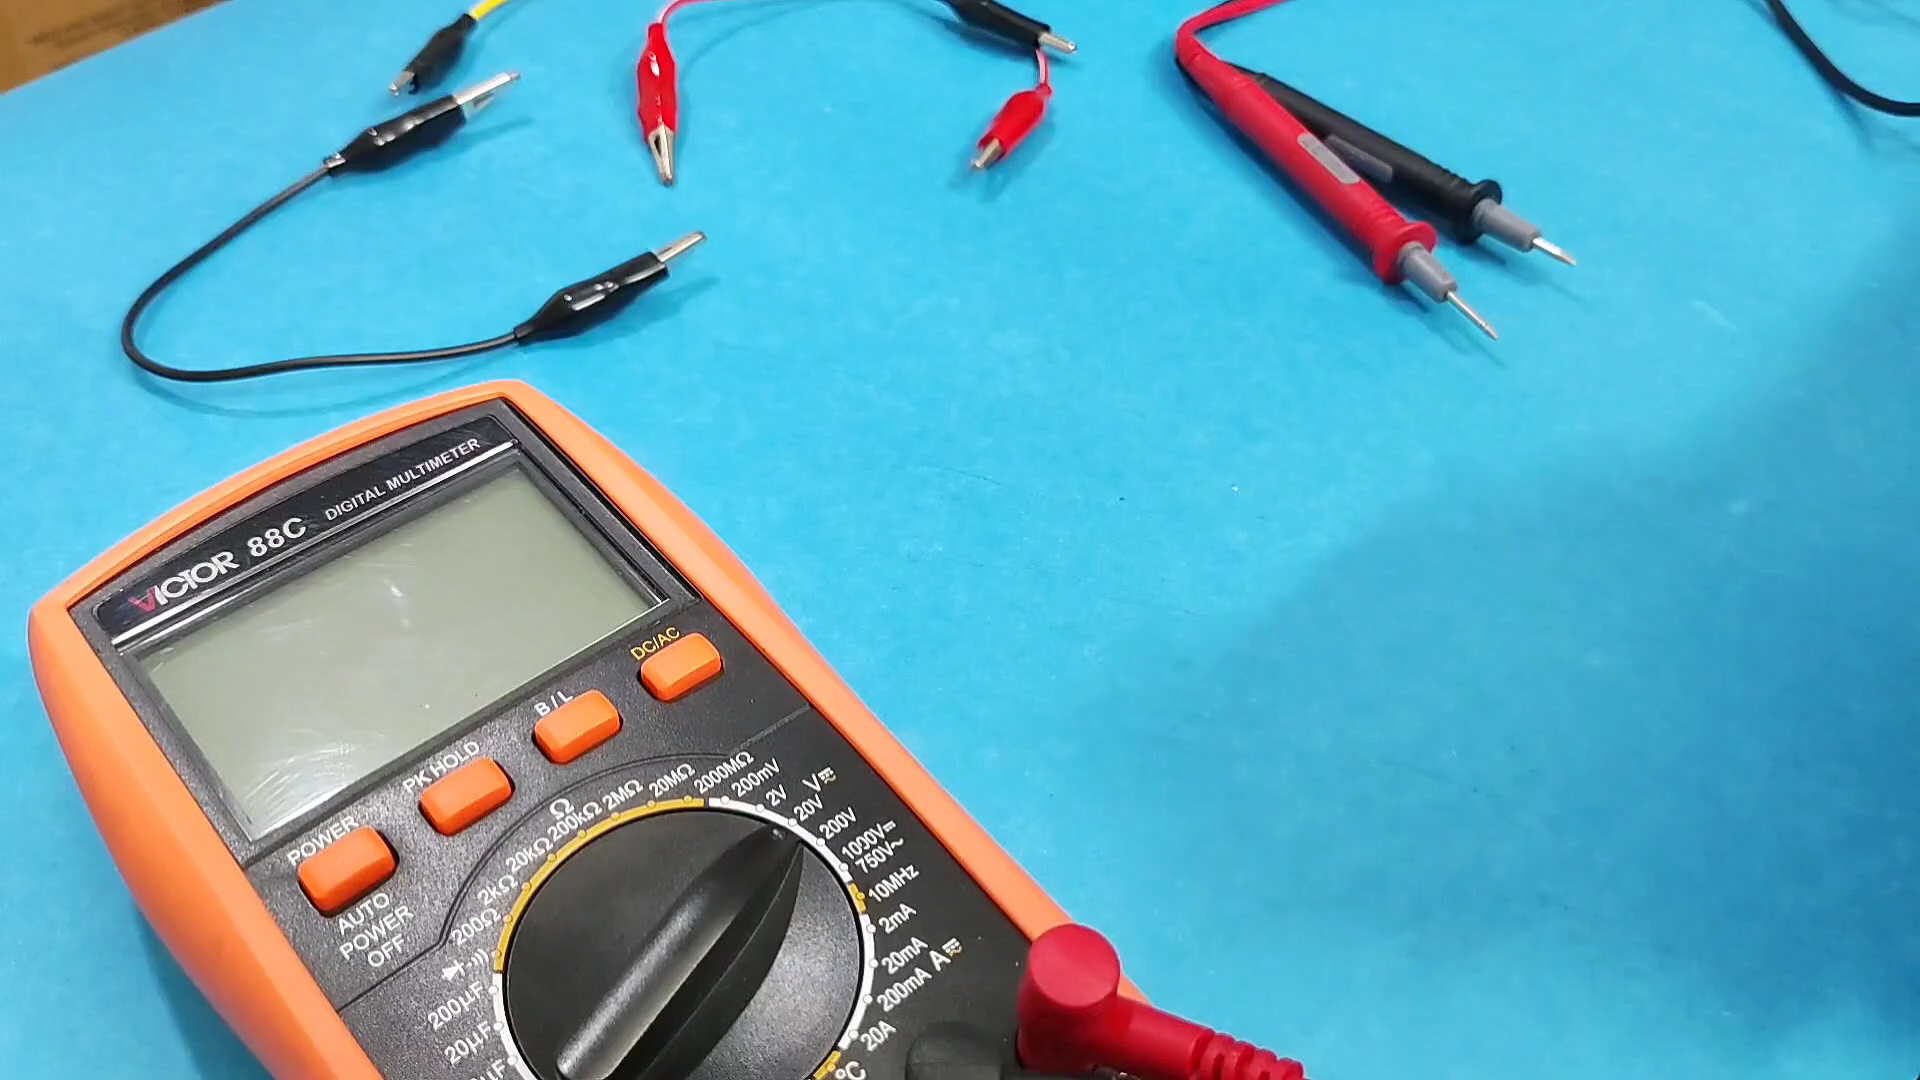 VICTOR 88C DIGITAL MULTIMETER
DC/AC
B/L
PK HOLD
POWER
AUTO
POWER
OFF
Ω
200Ω
2kΩ
20kΩ
200kΩ
2MΩ
20MΩ
2000MΩ
200mV
2V
20V
200V
1000V
750V~
V
10MHz
2mA
20mA
200mA
A
20A
°C
200µF
20µF
µF